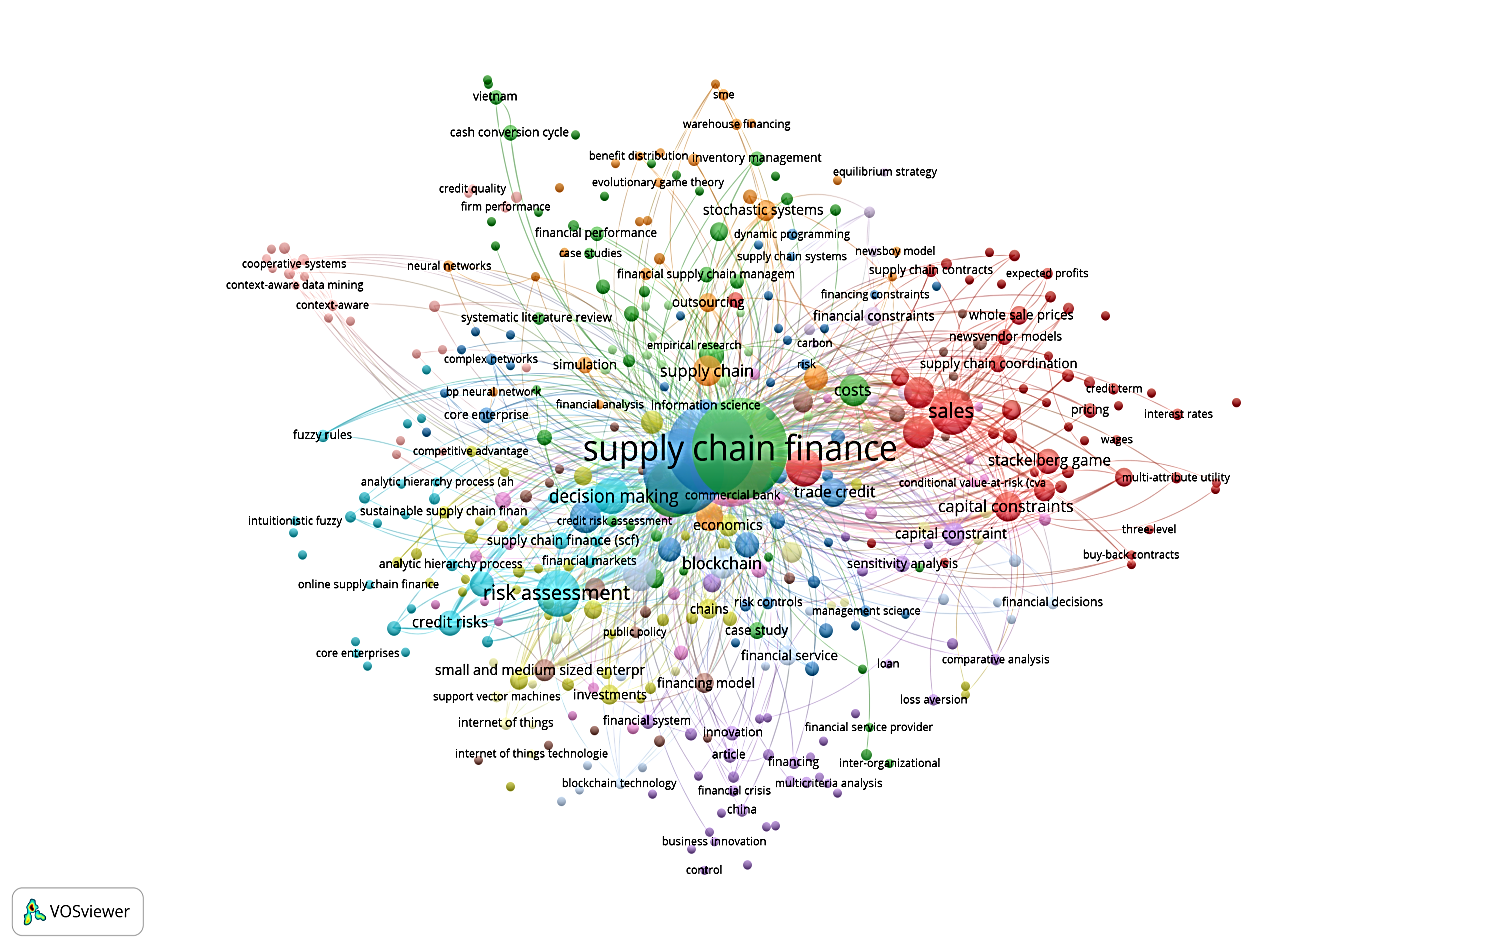 vietnam
sme
cash conversion cycle
warehouse financing
benefit distribution
inventory management
equilibrium strategy
evolutionary game theory
credit quality
firm performance
stochastic systems
financial performance
dynamic programming
case studies
supply chain systems
newsboy model
cooperative systems
neural networks
financial supply chain managem
supply chain contracts
expected profits
context-aware data mining
financing constraints
context-aware
outsourcing
systematic literature review
financial constraints
whole sale prices
empirical research
carbon
newsvendor models
complex networks
simulation
supply chain
risk
supply chain coordination
bp neural network
costs
credit term
financial analysis
information science
core enterprise
sales
pricing
interest rates
fuzzy rules
supply chain finance
competitive advantage
wages
stackelberg game
analytic hierarchy process (ah
decision making
commercial bank
trade credit
conditional value-at-risk (cva
multi-attribute utility
sustainable supply chain finan
capital constraints
intuitionistic fuzzy
credit risk assessment
economics
capital constraint
three-level
supply chain finance (scf)
buy-back contracts
analytic hierarchy process
financial markets
blockchain
sensitivity analysis
online supply chain finance
risk assessment
chains
risk controls
management science
financial decisions
credit risks
public policy
case study
core enterprises
financial service
loan
comparative analysis
small and medium sized enterpr
financing model
support vector machines
investments
loss aversion
internet of things
financial system
innovation
financial service provider
internet of things technologie
article
financing
inter-organizational
blockchain technology
financial crisis
multicriteria analysis
china
business innovation
control
VOSviewer